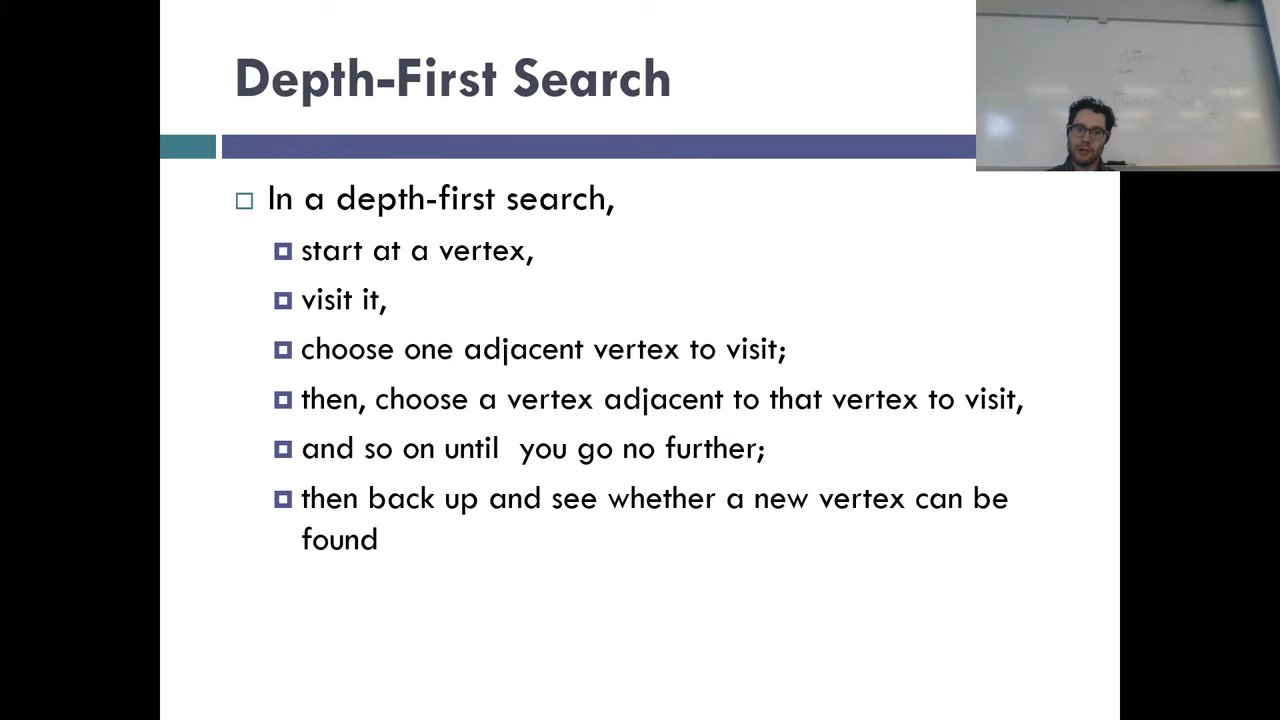 Depth-First Search
In a depth-first search,
start at a vertex,
visit it,
choose one adjacent vertex to visit;
then, choose a vertex adjacent to that vertex to visit,
and so on until  you go no further;
then back up and see whether a new vertex can be
found